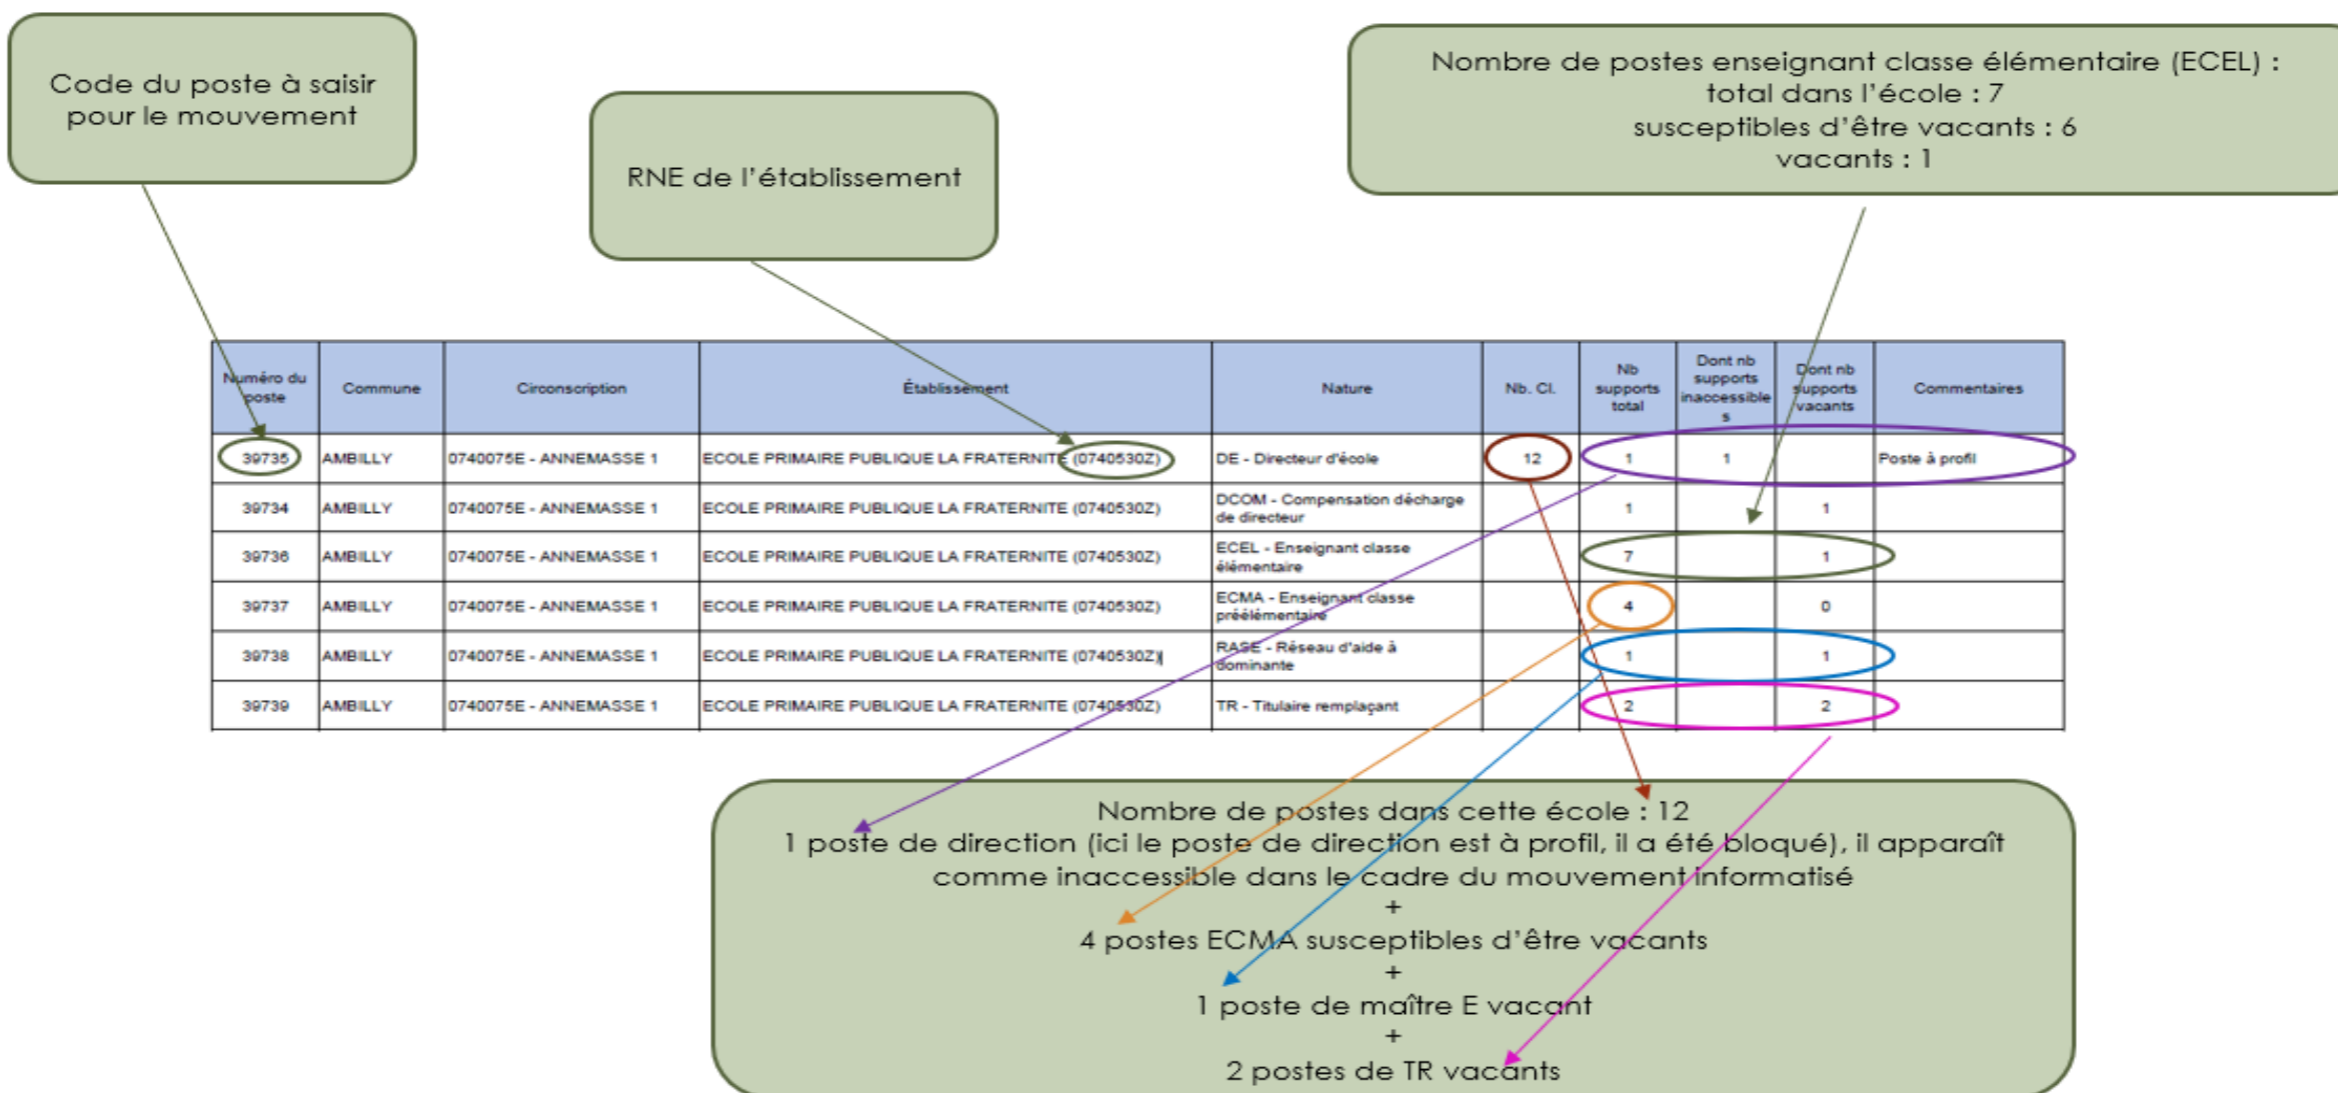 Code du poste à saisir
pour le mouvement
RNE de l'établissement
Nombre de postes enseignant classe élémentaire (ECEL) :
total dans l'école : 7
susceptibles d'être vacants : 6
vacants : 1
Numéro du poste Commune Circonscription Établissement Nature Nb. Cl. Nb supports total Dont nb supports inaccessibles Dont nb supports vacants Commentaires
39735 AMBILLY 0740075E - ANNEMASSE 1 ECOLE PRIMAIRE PUBLIQUE LA FRATERNITE (0740530Z) DE - Directeur d'école 12 1 1 Poste à profil
39734 AMBILLY 0740075E - ANNEMASSE 1 ECOLE PRIMAIRE PUBLIQUE LA FRATERNITE (0740530Z) DCOM - Compensation décharge de directeur 1 1
39736 AMBILLY 0740075E - ANNEMASSE 1 ECOLE PRIMAIRE PUBLIQUE LA FRATERNITE (0740530Z) ECEL - Enseignant classe élémentaire 7 1
39737 AMBILLY 0740075E - ANNEMASSE 1 ECOLE PRIMAIRE PUBLIQUE LA FRATERNITE (0740530Z) ECMA - Enseignant classe préélémentaire 4 0
39738 AMBILLY 0740075E - ANNEMASSE 1 ECOLE PRIMAIRE PUBLIQUE LA FRATERNITE (0740530Z) RASE - Réseau d'aide à dominante 1 1
39739 AMBILLY 0740075E - ANNEMASSE 1 ECOLE PRIMAIRE PUBLIQUE LA FRATERNITE (0740530Z) TR - Titulaire remplaçant 2 2
Nombre de postes dans cette école : 12
1 poste de direction (ici le poste de direction est à profil, il a été bloqué), il apparaît
comme inaccessible dans le cadre du mouvement informatisé
+
4 postes ECMA susceptibles d'être vacants
+
1 poste de maître E vacant
+
2 postes de TR vacants